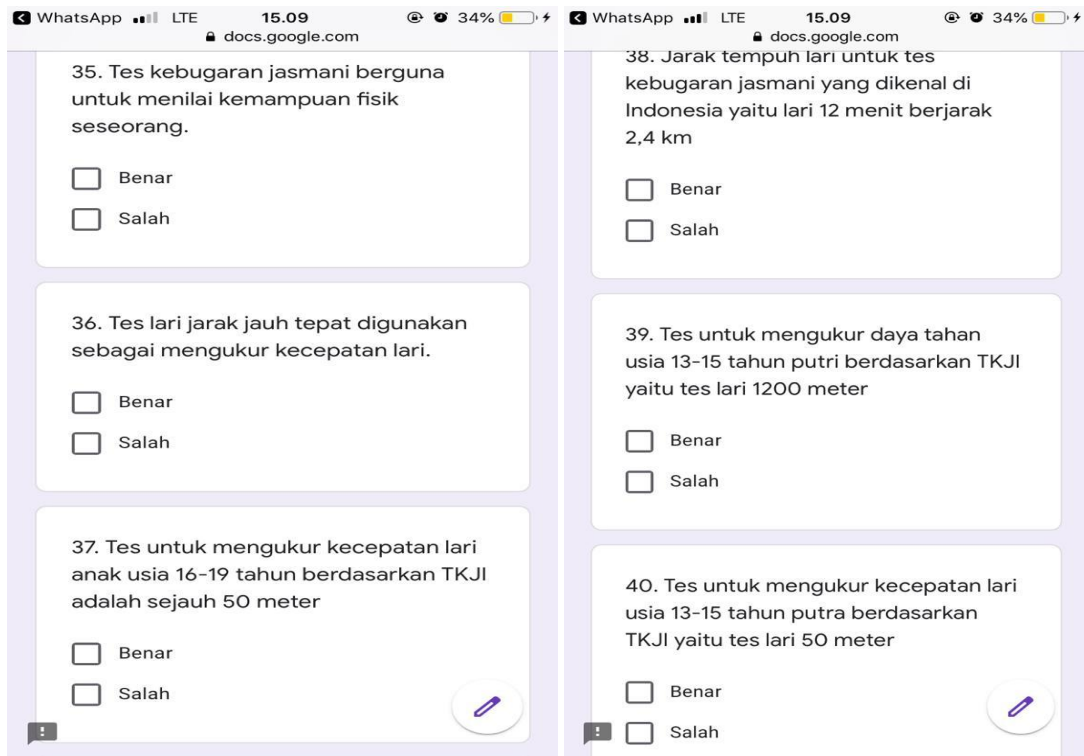 WhatsApp LTE 15.09 34%
docs.google.com
35. Tes kebugaran jasmani berguna
untuk menilai kemampuan fisik
seseorang.
Benar
Salah
36. Tes lari jarak jauh tepat digunakan
sebagai mengukur kecepatan lari.
Benar
Salah
37. Tes untuk mengukur kecepatan lari
anak usia 16-19 tahun berdasarkan TKJI
adalah sejauh 50 meter
Benar
Salah
WhatsApp LTE 15.09 34%
docs.google.com
38. Jarak tempuh lari untuk tes
kebugaran jasmani yang dikenal di
Indonesia yaitu lari 12 menit berjarak
2,4 km
Benar
Salah
39. Tes untuk mengukur daya tahan
usia 13-15 tahun putri berdasarkan TKJI
yaitu tes lari 1200 meter
Benar
Salah
40. Tes untuk mengukur kecepatan lari
usia 13-15 tahun putra berdasarkan
TKJI yaitu tes lari 50 meter
Benar
Salah